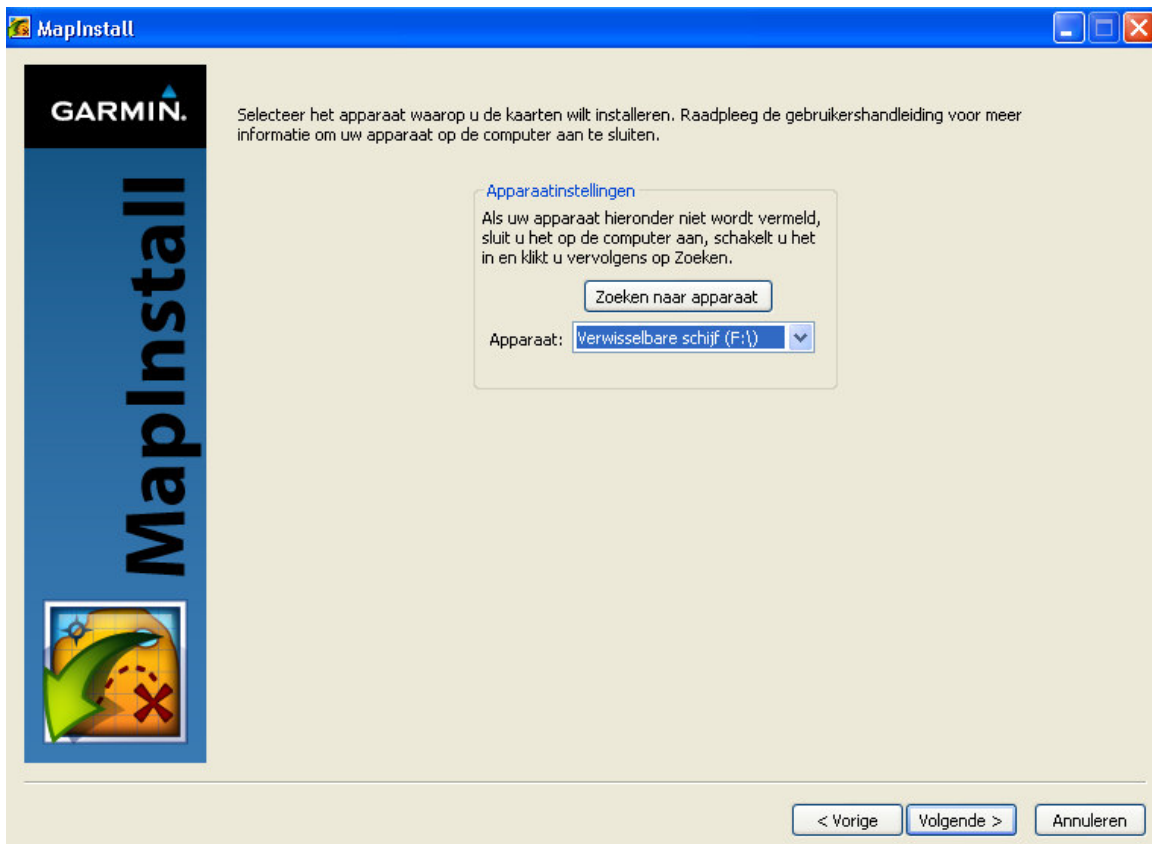 MapInstall
GARMIN.
MapInstall
Selecteer het apparaat waarop u de kaarten wilt installeren. Raadpleeg de gebruikershandleiding voor meer
informatie om uw apparaat op de computer aan te sluiten.
Apparaatinstellingen
Als uw apparaat hieronder niet wordt vermeld,
sluit u het op de computer aan, schakelt u het
in en klikt u vervolgens op Zoeken.
Zoeken naar apparaat
Apparaat: Verwisselbare schijf (F:\)
< Vorige Volgende > Annuleren